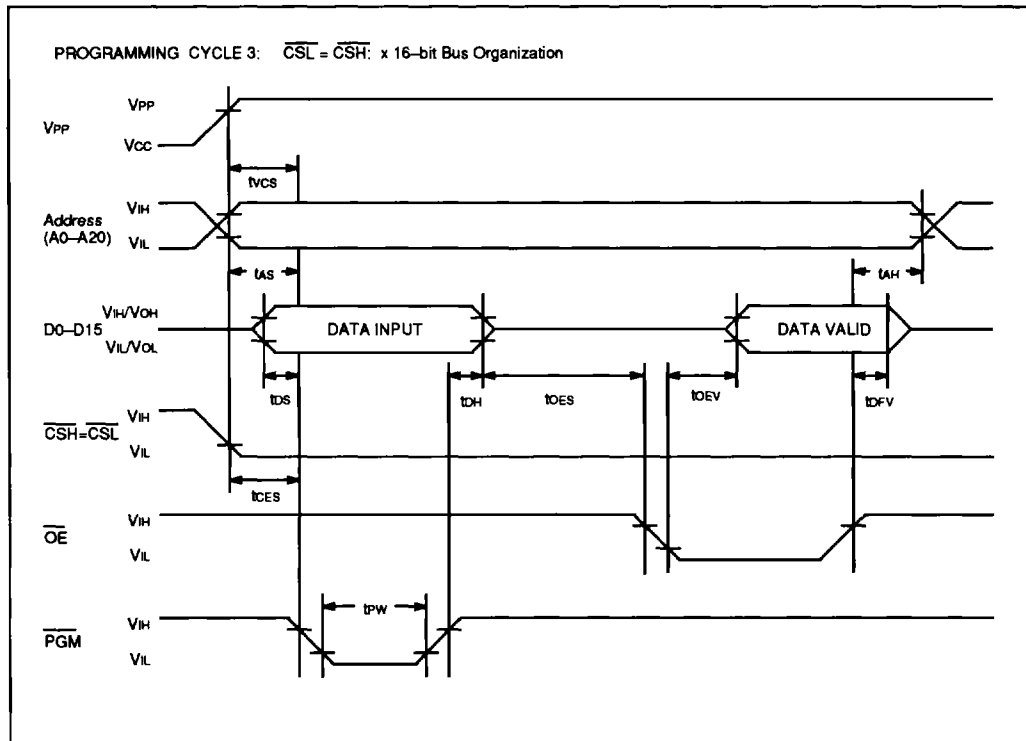 PROGRAMMING CYCLE 3: CSL = CSH: x 16–bit Bus Organization
VPP
VPP
VCC
tVCS
Address
(A0–A20)
VIH
VIL
tAS
tAH
D0–D15
VIH/VOH
VIL/VOL
DATA INPUT
DATA VALID
tDS
tDH
tOES
tOEV
tDFV
CSH=CSL
VIH
VIL
tCES
OE
VIH
VIL
PGM
VIH
VIL
tPW